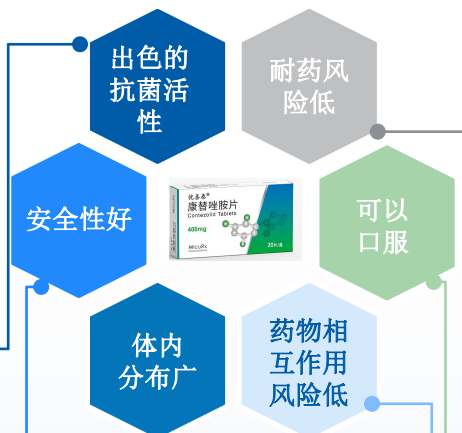 出色的
抗菌活
性
耐药风
险低
安全性好
优喜泰®
康替唑胺片
Contezolid Tablets
400mg
MicuRx
20片/盒
可以
口服
体内
分布广
药物相
互作用
风险低